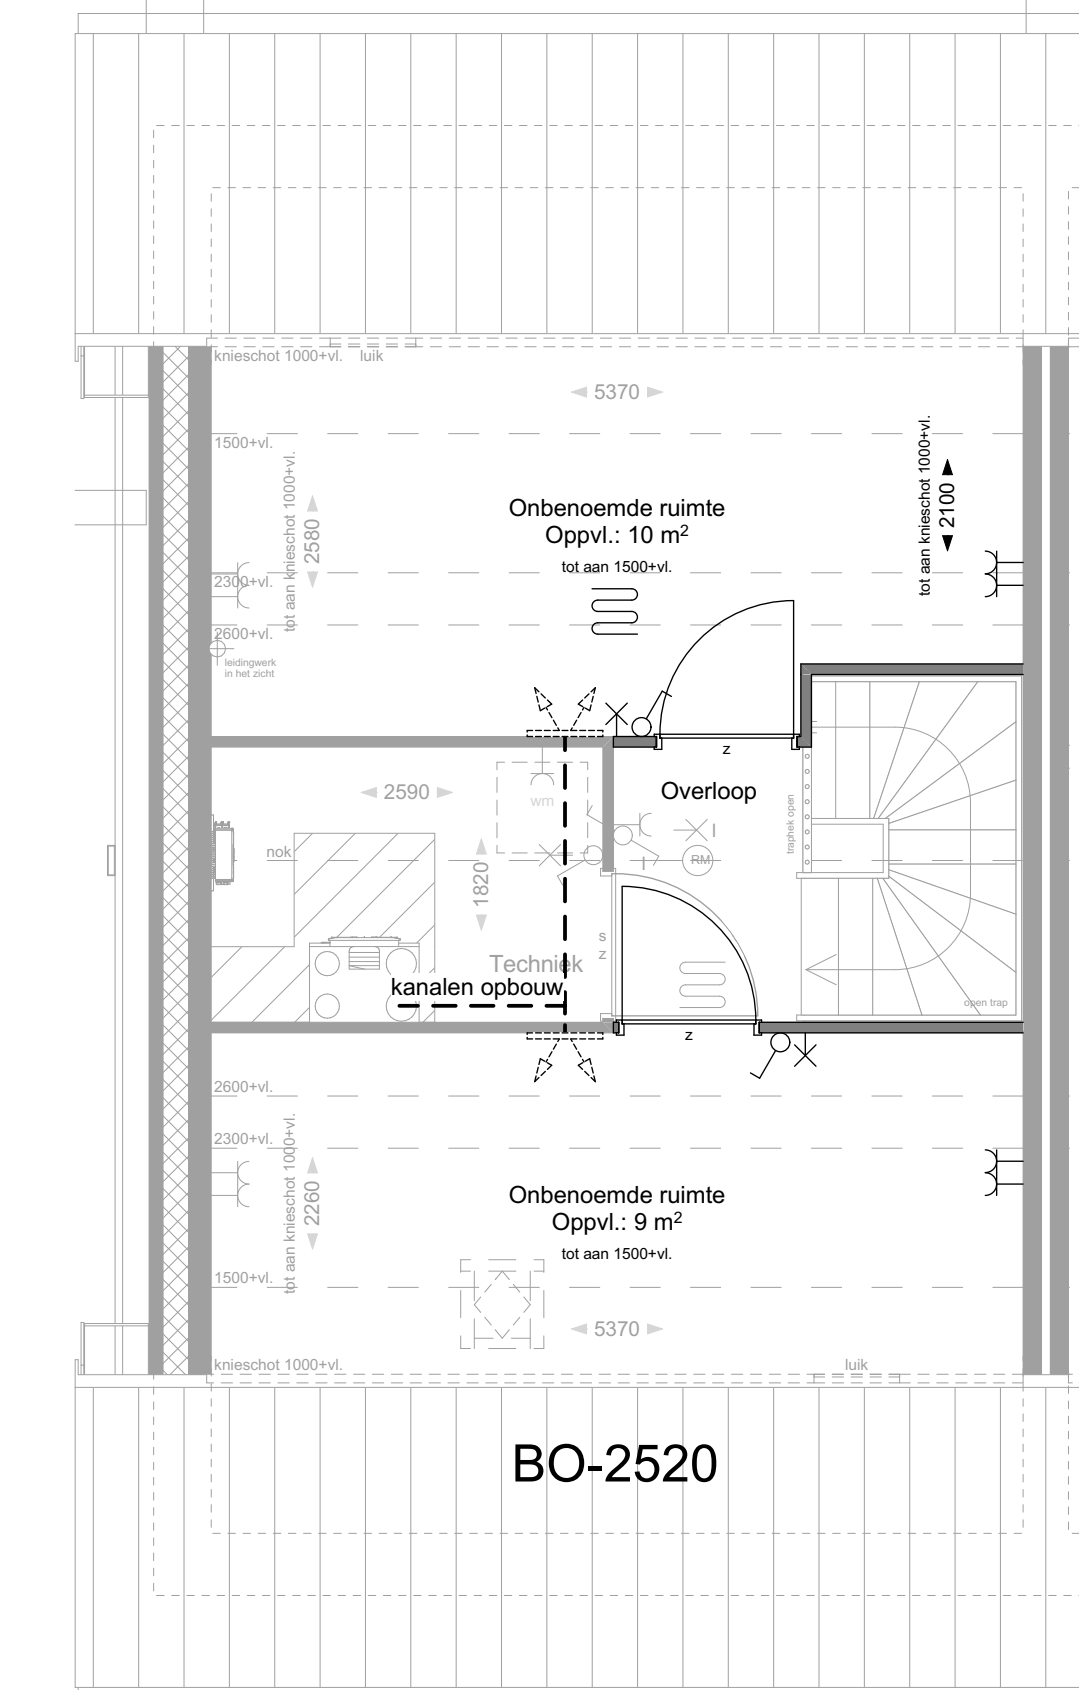 knieschot 1000+vl. luik
5370
1500+vl.
tot aan knieschot 1000+vl.
2580
tot aan knieschot 1000+vl.
2100
Onbenoemde ruimte
Oppvl.: 10 m²
tot aan 1500+vl.
2300+vl.
2600+vl.
leidingwerk
in het zicht
z
2590
wm
Overloop
traphek open
nok
RM
1820
s
z
Techniek
kanalen opbouw
open trap
z
2600+vl.
2300+vl.
tot aan knieschot 1000+vl.
2260
Onbenoemde ruimte
Oppvl.: 9 m²
tot aan 1500+vl.
1500+vl.
5370
knieschot 1000+vl.
luik
BO-2520